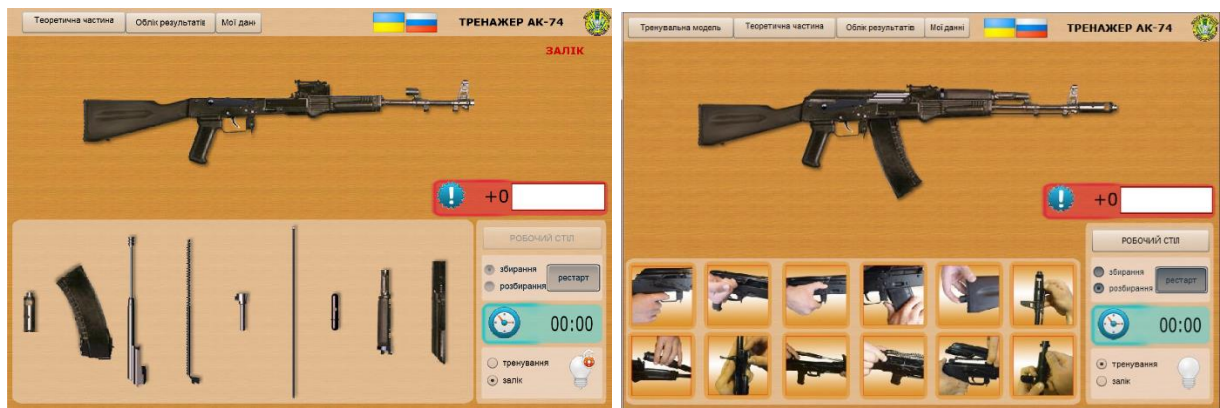 Теоретична частина
Облік результатів
Мої дані
ТРЕНАЖЕР АК-74
ЗАЛІК
+0
РОБОЧИЙ СТІЛ
збирання
розбирання
рестарт
00:00
тренування
залік
Тренувальна модель
Теоретична частина
Облік результатів
Мої данні
ТРЕНАЖЕР АК-74
+0
РОБОЧИЙ СТІЛ
збирання
розбирання
рестарт
00:00
тренування
залік